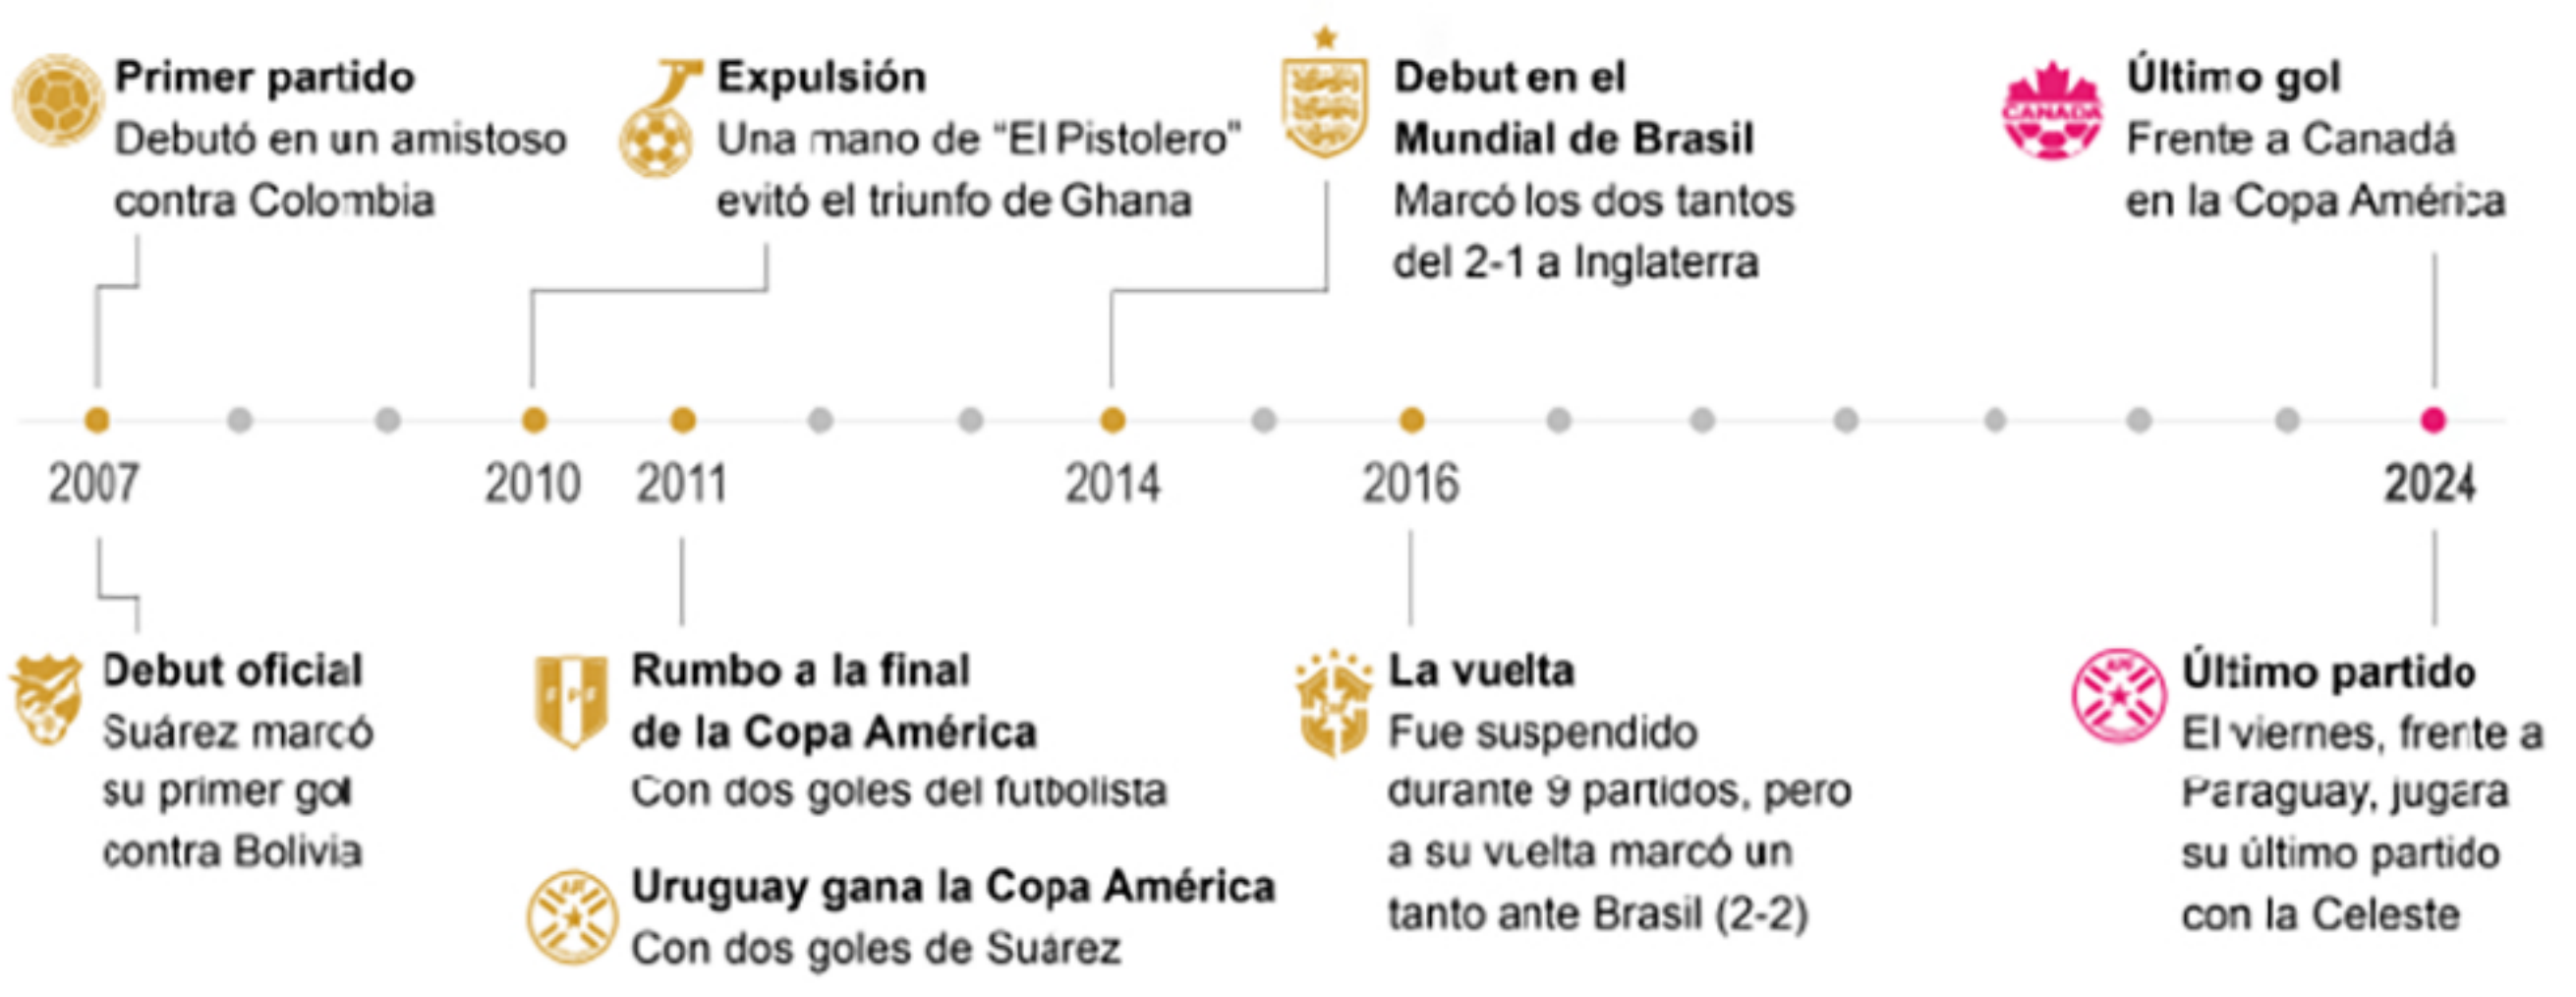 Primer partido
Debutó en un amistoso
contra Colombia
Expulsión
Una mano de “El Pistolero"
evitó el triunfo de Ghana
Debut en el
Mundial de Brasil
Marcó los dos tantos
del 2-1 a Inglaterra
CANADA
Último gol
Frente a Canadá
en la Copa América
2007
2010
2011
2014
2016
2024
Debut oficial
Suárez marcó
su primer gol
contra Bolivia
FPF
Rumbo a la final
de la Copa América
Con dos goles del futbolista
Uruguay gana la Copa América
Con dos goles de Suárez
La vuelta
Fue suspendido
durante 9 partidos, pero
a su vuelta marcó un
tanto ante Brasil (2-2)
Último partido
El viernes, frente a
Paraguay, jugará
su último partido
con la Celeste